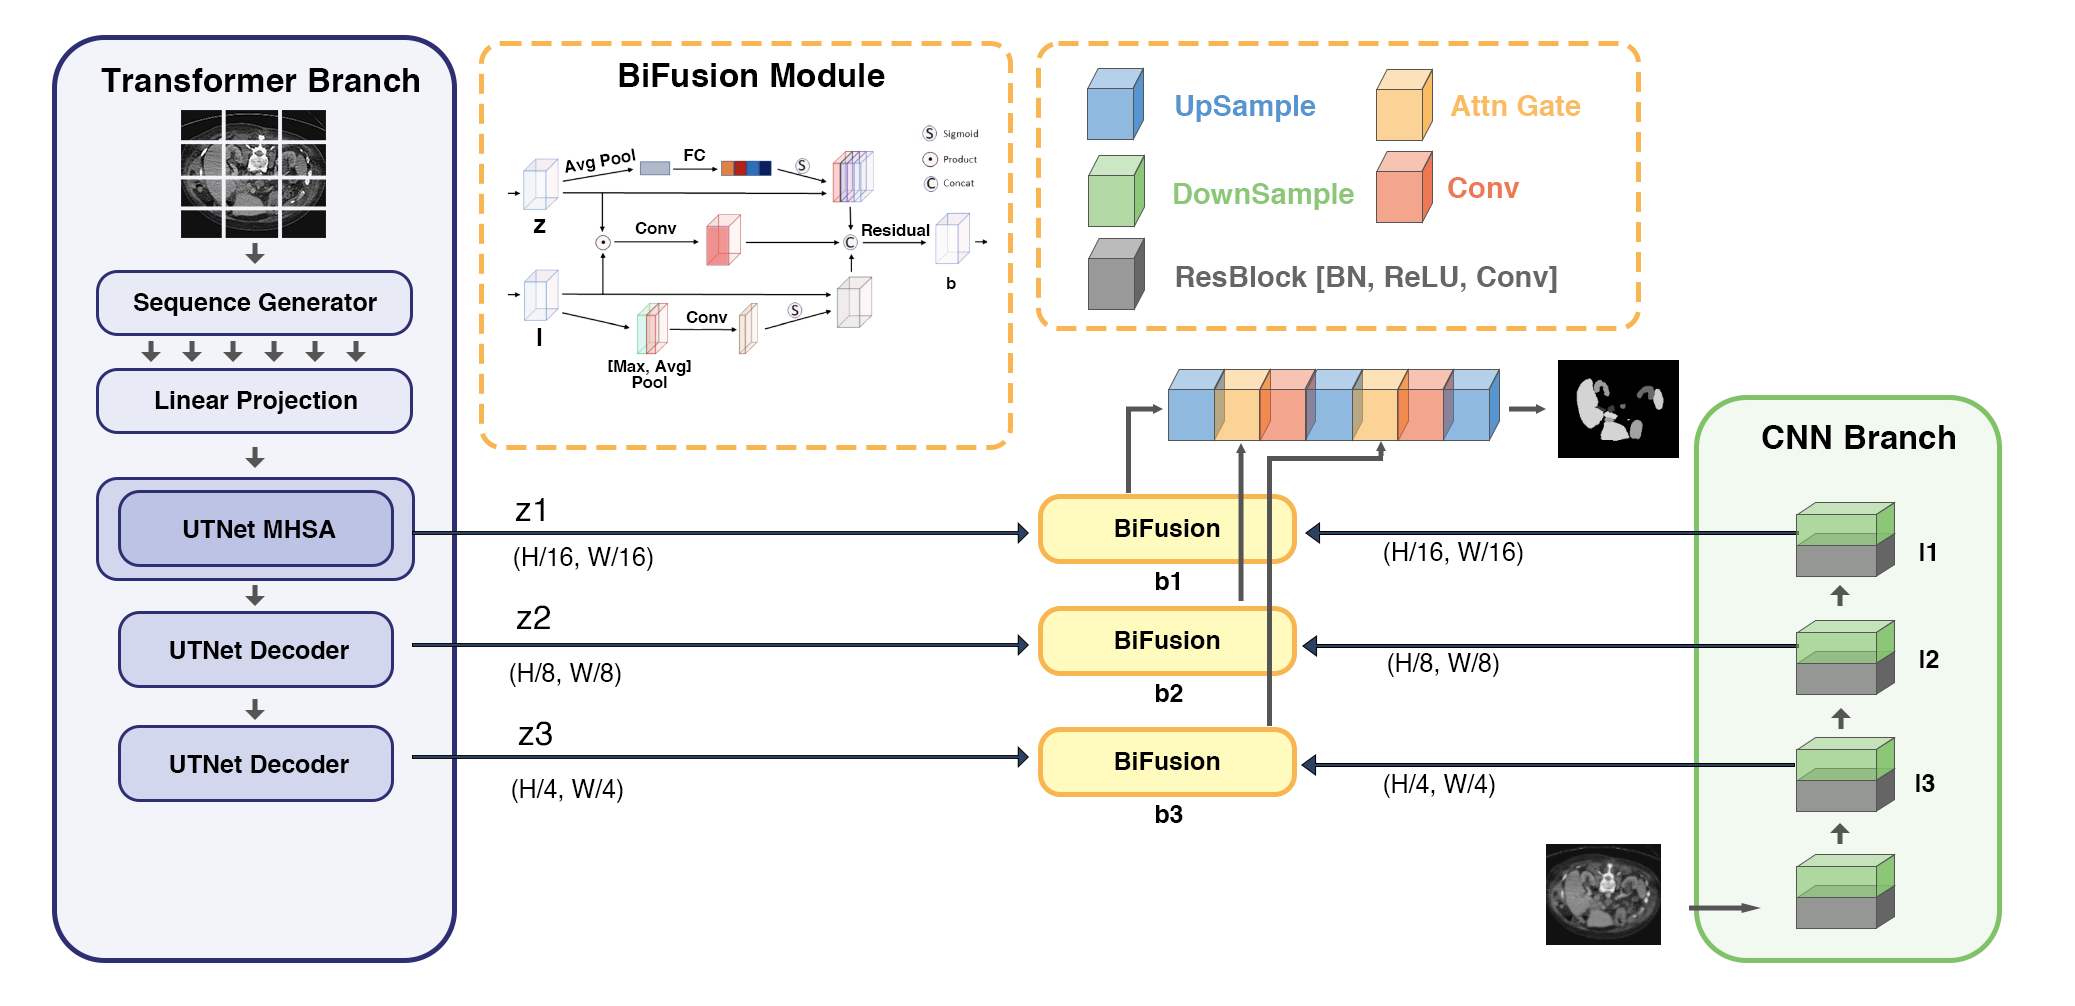 Transformer Branch
Sequence Generator
Linear Projection
UTNet MHSA
UTNet Decoder
UTNet Decoder
BiFusion Module
S Sigmoid
Product
C Concat
Avg Pool
FC
S
z
Conv
C
Residual
b
l
Conv
S
[Max, Avg]
Pool
UpSample
Attn Gate
DownSample
Conv
ResBlock [BN, ReLU, Conv]
z1
(H/16, W/16)
z2
(H/8, W/8)
z3
(H/4, W/4)
BiFusion
b1
BiFusion
b2
BiFusion
b3
(H/16, W/16)
(H/8, W/8)
(H/4, W/4)
CNN Branch
l1
l2
l3